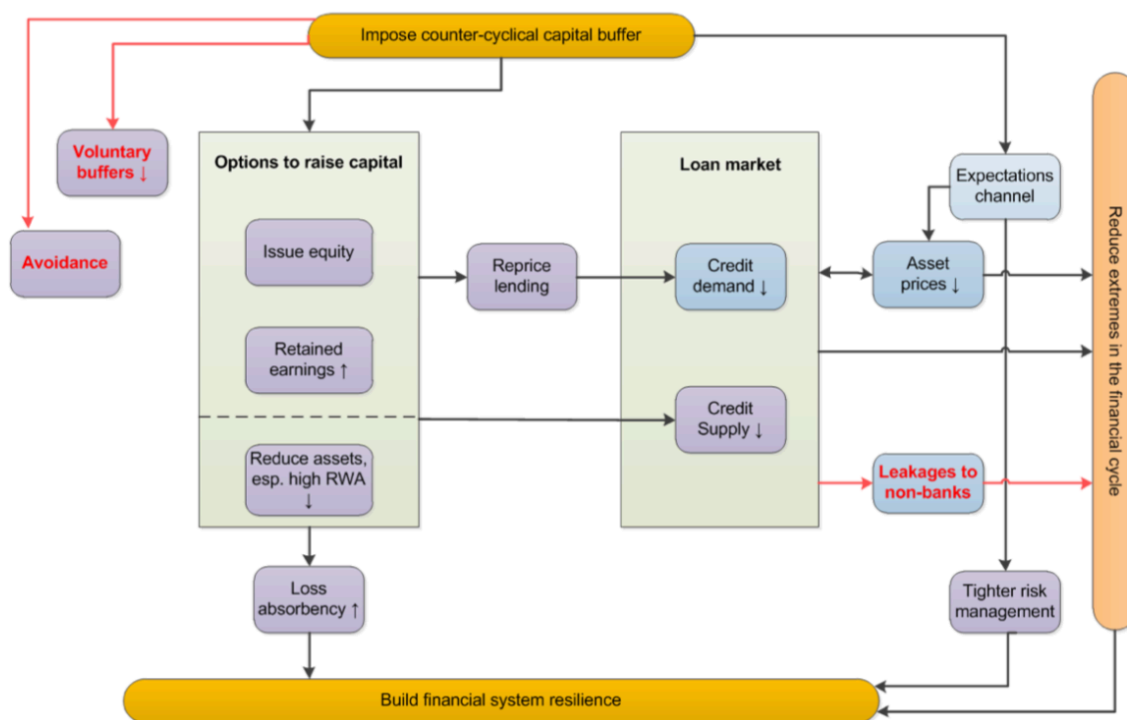 Impose counter-cyclical capital buffer
Voluntary
buffers ↓
Avoidance
Options to raise capital
Issue equity
Retained
earnings ↑
Reduce assets,
esp. high RWA
↓
Loss
absorbency ↑
Reprice
lending
Loan market
Credit
demand ↓
Credit
Supply ↓
Expectations
channel
Asset
prices ↓
Leakages to
non-banks
Tighter risk
management
Reduce extremes in the financial cycle
Build financial system resilience